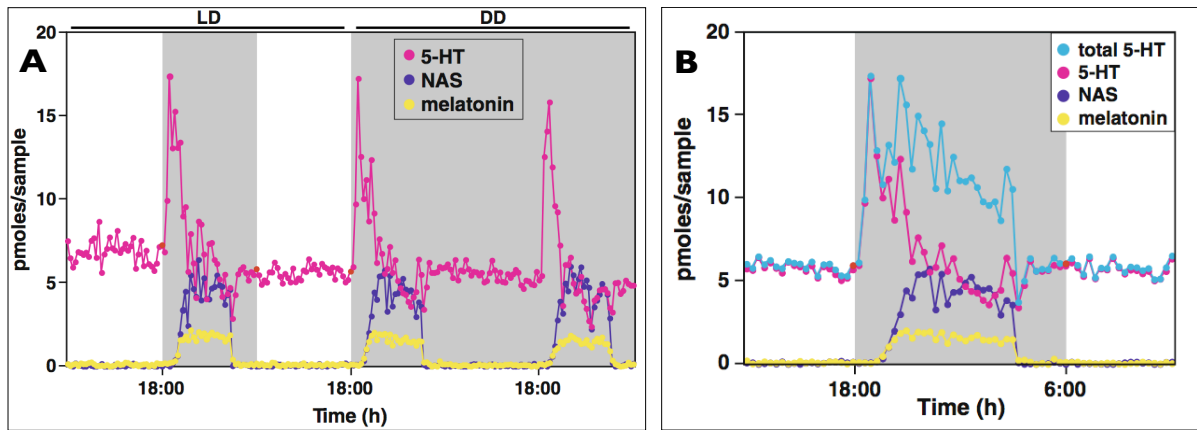 LD DD
A
5-HT
NAS
melatonin
20
15
10
5
0
pmoles/sample
18:00 18:00 18:00
Time (h)
B
total 5-HT
5-HT
NAS
melatonin
20
15
10
5
0
pmoles/sample
18:00 6:00
Time (h)